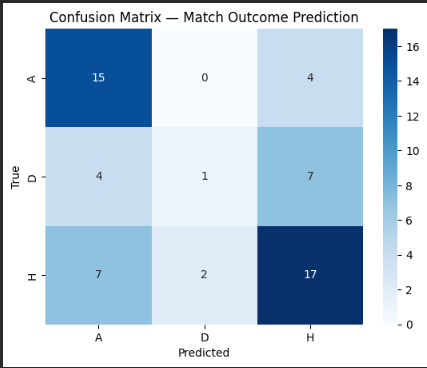 Confusion Matrix — Match Outcome Prediction
A 15 0 4
D 4 1 7
H 7 2 17
A D H
True
Predicted
16
14
12
10
8
6
4
2
0